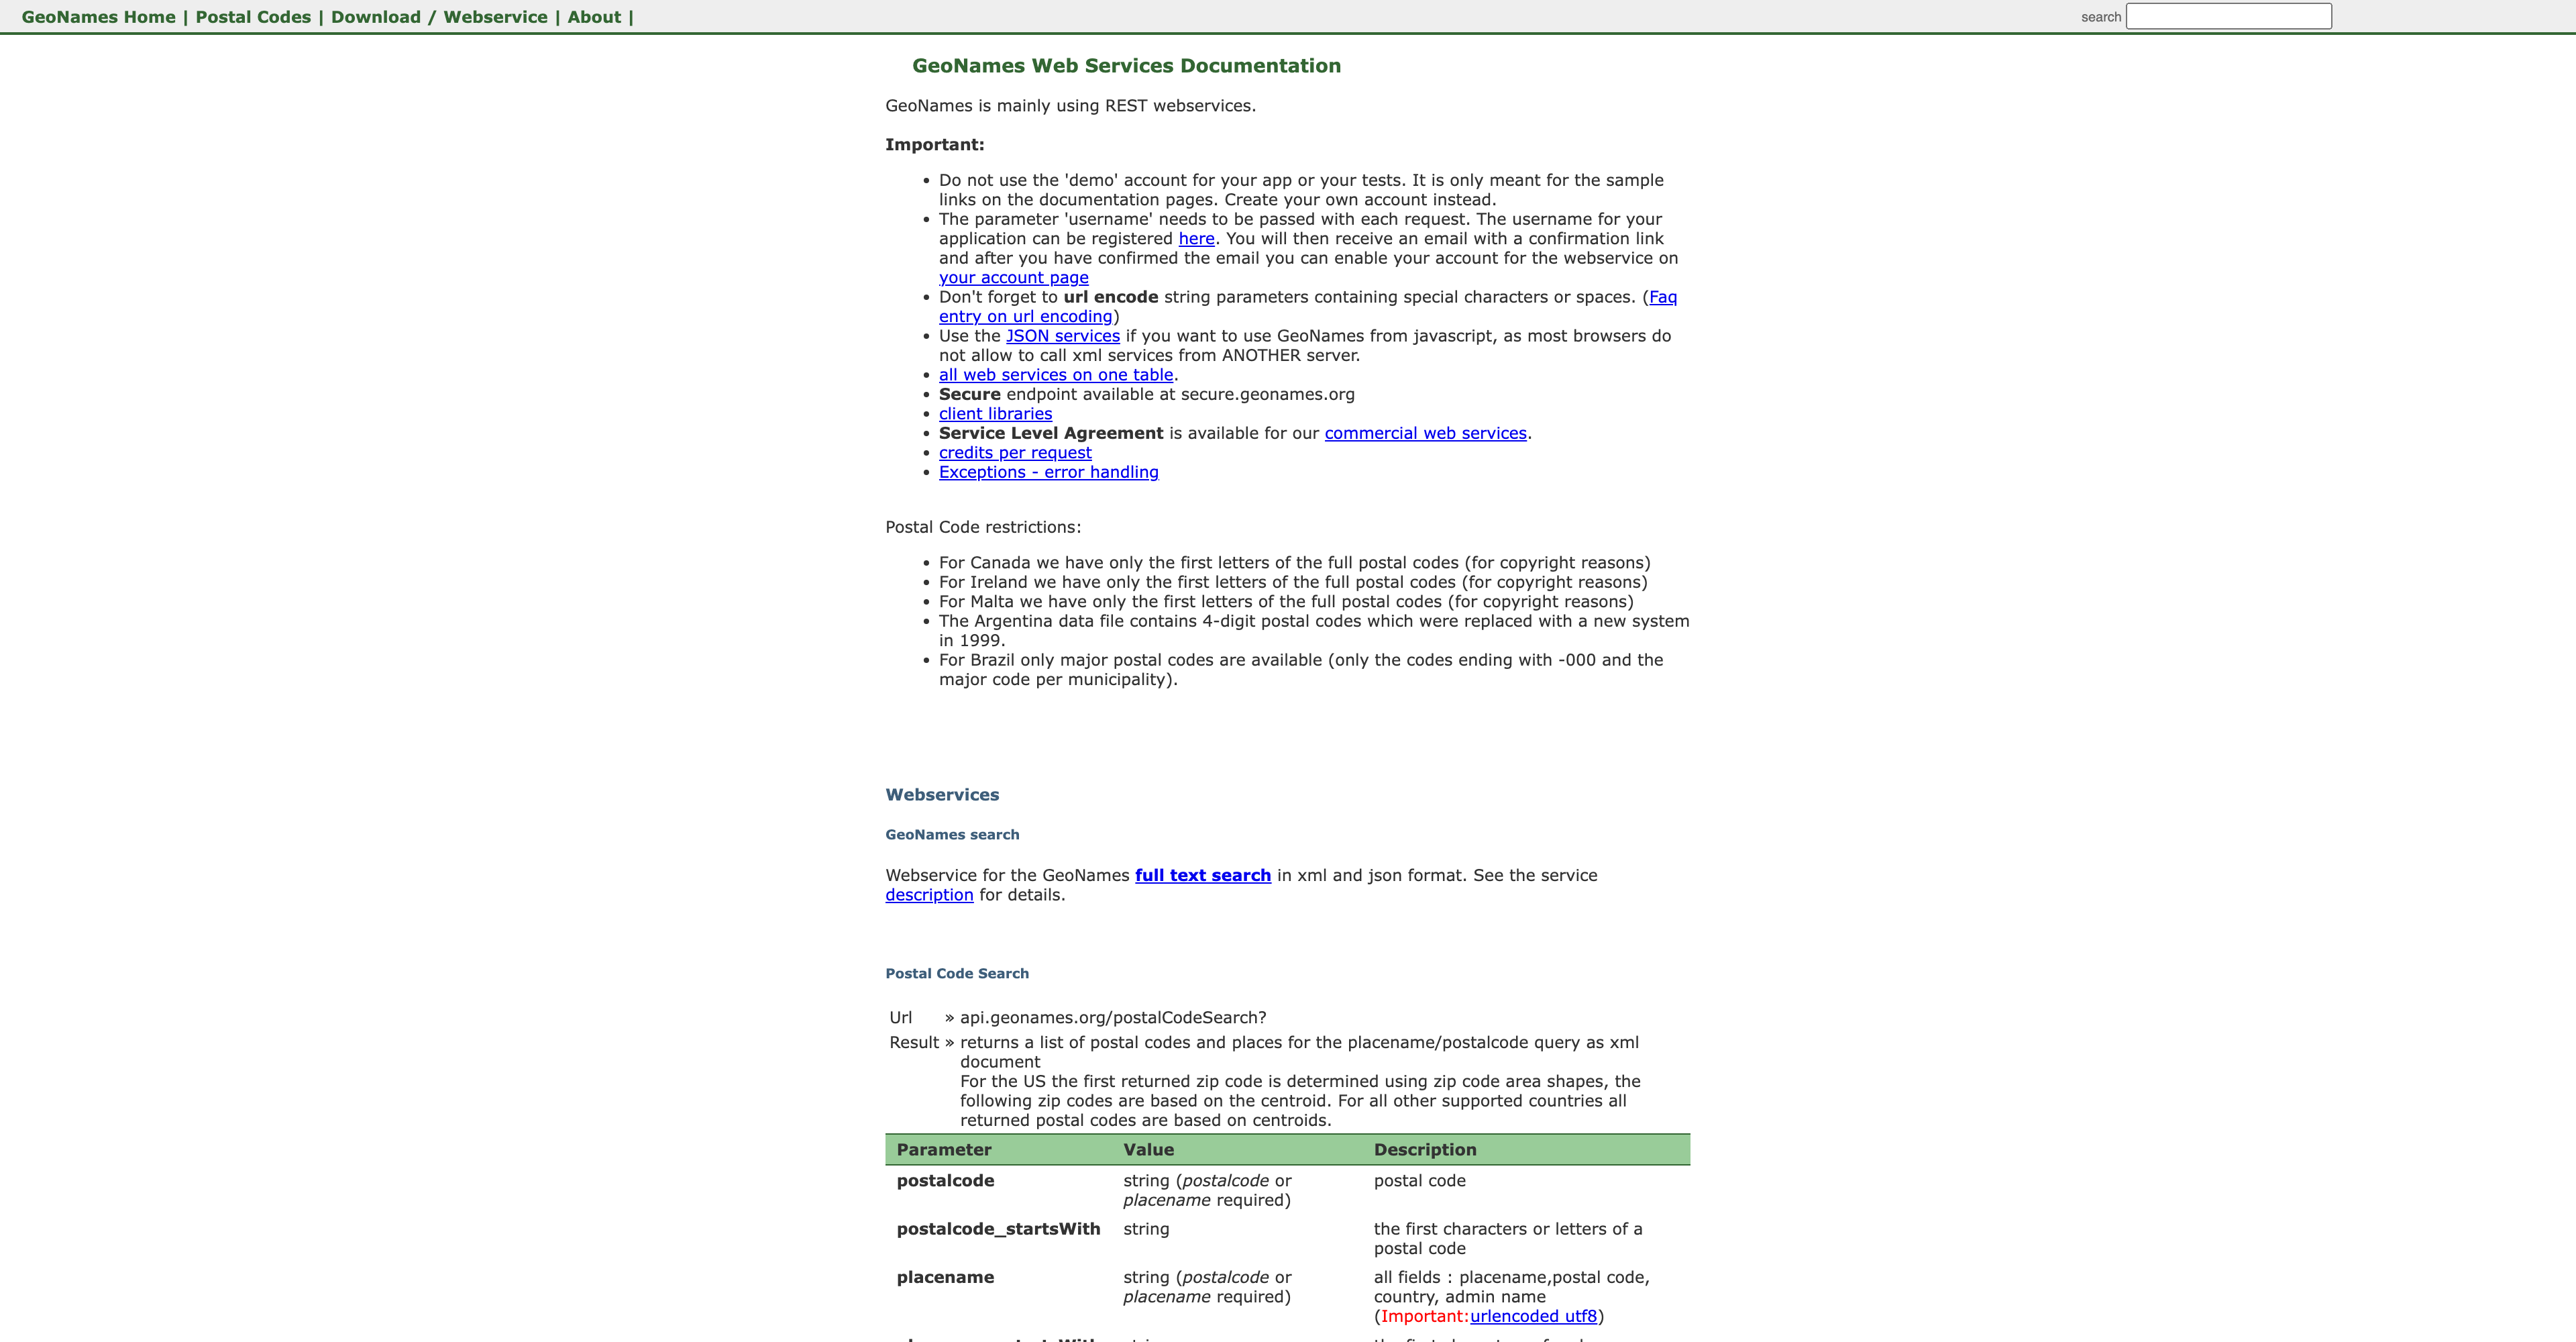 GeoNames Home | Postal Codes | Download / Webservice | About |
search
GeoNames Web Services Documentation
GeoNames is mainly using REST webservices.
Important:
• Do not use the 'demo' account for your app or your tests. It is only meant for the sample
links on the documentation pages. Create your own account instead.
• The parameter 'username' needs to be passed with each request. The username for your
application can be registered here. You will then receive an email with a confirmation link
and after you have confirmed the email you can enable your account for the webservice on
your account page
• Don't forget to url encode string parameters containing special characters or spaces. (Faq
entry on url encoding)
• Use the JSON services if you want to use GeoNames from javascript, as most browsers do
not allow to call xml services from ANOTHER server.
• all web services on one table.
• Secure endpoint available at secure.geonames.org
• client libraries
• Service Level Agreement is available for our commercial web services.
• credits per request
• Exceptions - error handling
Postal Code restrictions:
• For Canada we have only the first letters of the full postal codes (for copyright reasons)
• For Ireland we have only the first letters of the full postal codes (for copyright reasons)
• For Malta we have only the first letters of the full postal codes (for copyright reasons)
• The Argentina data file contains 4-digit postal codes which were replaced with a new system
in 1999.
• For Brazil only major postal codes are available (only the codes ending with -000 and the
major code per municipality).
Webservices
GeoNames search
Webservice for the GeoNames full text search in xml and json format. See the service
description for details.
Postal Code Search
Url » api.geonames.org/postalCodeSearch?
Result » returns a list of postal codes and places for the placename/postalcode query as xml
document
For the US the first returned zip code is determined using zip code area shapes, the
following zip codes are based on the centroid. For all other supported countries all
returned postal codes are based on centroids.
Parameter Value Description
postalcode string (postalcode or postal code
placename required)
postalcode_startsWith string the first characters or letters of a
postal code
placename string (postalcode or all fields : placename,postal code,
placename required) country, admin name
(Important:urlencoded utf8)